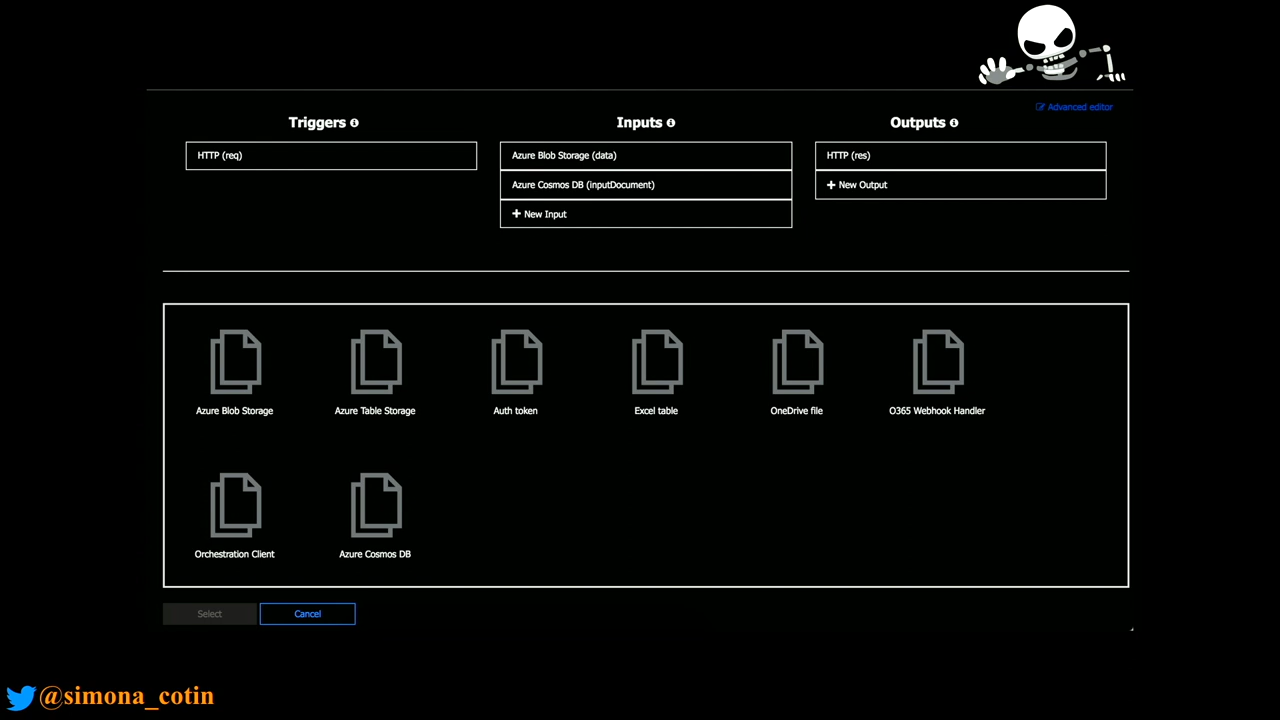 Advanced editor
Triggers
Inputs
Outputs
HTTP (req)
Azure Blob Storage (data)
HTTP (res)
Azure Cosmos DB (inputDocument)
New Output
New Input
Azure Blob Storage
Azure Table Storage
Auth token
Excel table
OneDrive file
O365 Webhook Handler
Orchestration Client
Azure Cosmos DB
Select
Cancel
@simona_cotin